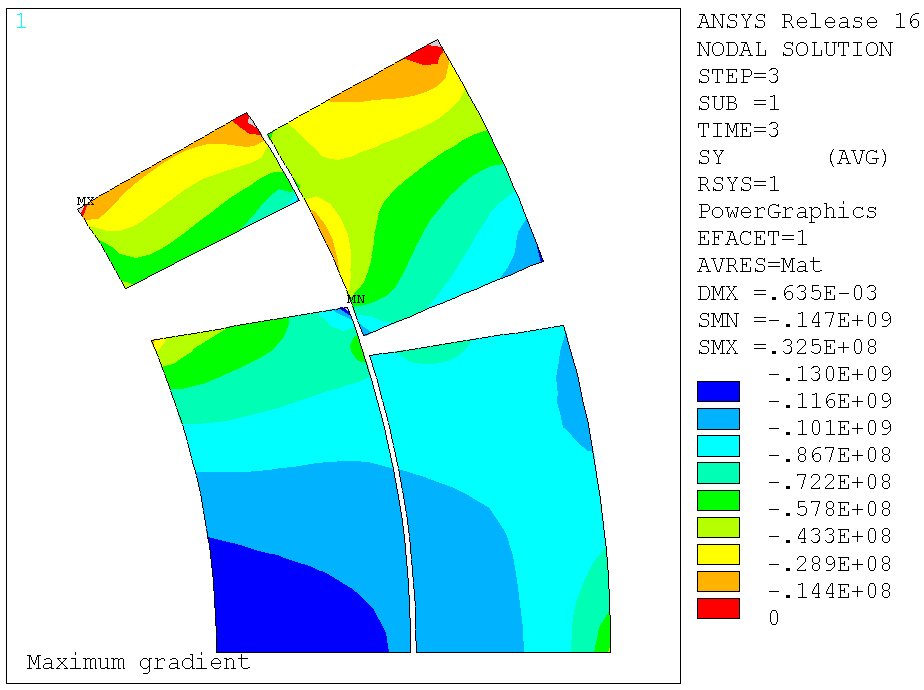 1
ANSYS Release 16
NODAL SOLUTION
STEP=3
SUB =1
TIME=3
SY (AVG)
RSYS=1
PowerGraphics
EFACET=1
AVRES=Mat
DMX =.635E-03
SMN =-.147E+09
SMX =.325E+08
-.130E+09
-.116E+09
-.101E+09
-.867E+08
-.722E+08
-.578E+08
-.433E+08
-.289E+08
-.144E+08
0
MX
MN
Maximum gradient